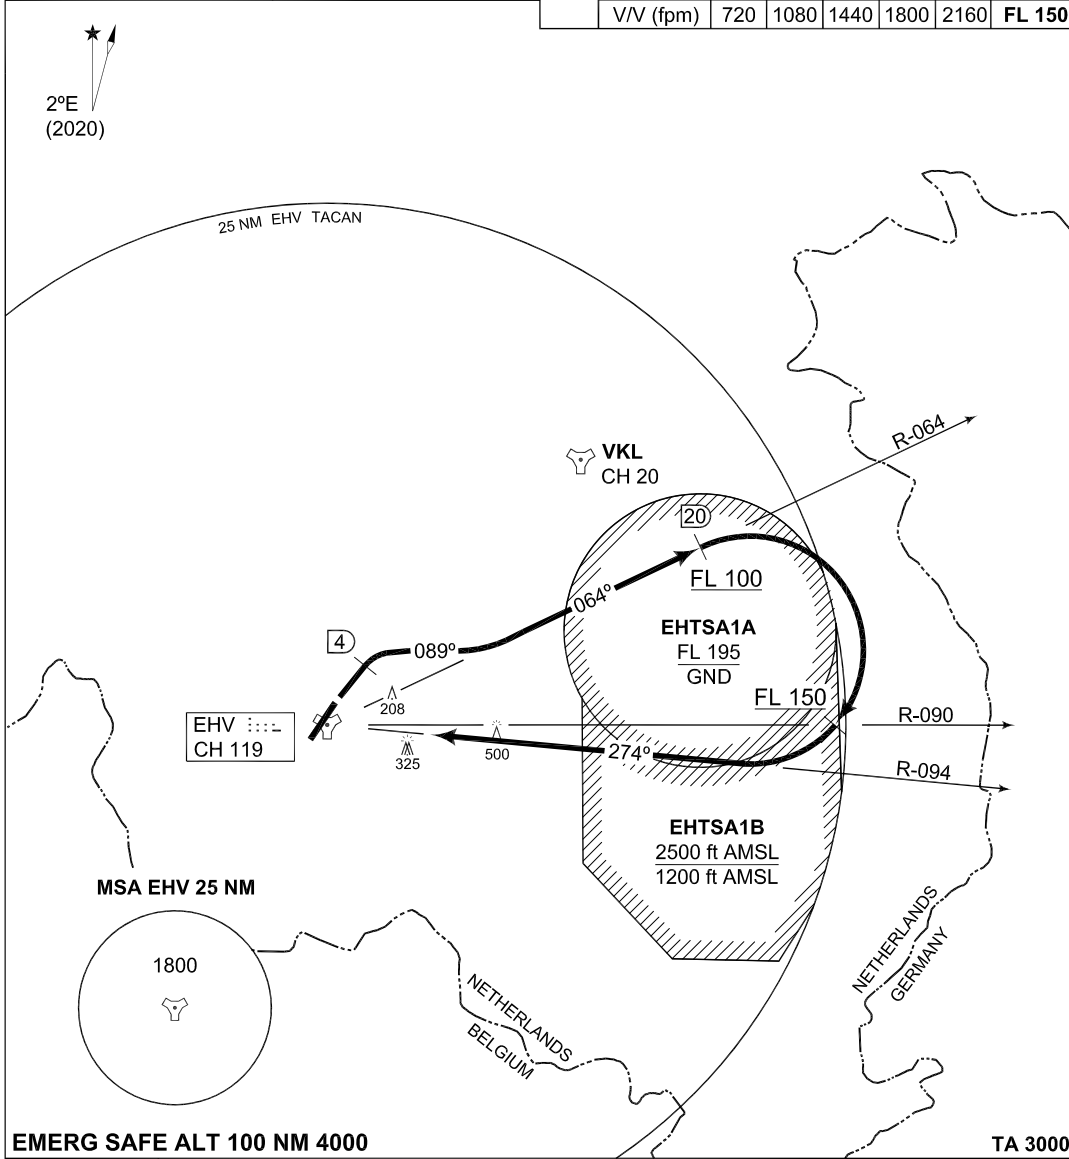 V/V (fpm) 720 1080 1440 1800 2160 FL 150
2ºE
(2020)
25 NM EHV TACAN
R-064
VKL
CH 20
20
FL 100
064º
EHTSA1A
FL 195
GND
4
089º
208
FL 150
EHV
CH 119
R-090
500
325
274º
R-094
EHTSA1B
2500 ft AMSL
1200 ft AMSL
MSA EHV 25 NM
1800
NETHERLANDS
GERMANY
NETHERLANDS
BELGIUM
EMERG SAFE ALT 100 NM 4000
TA 3000